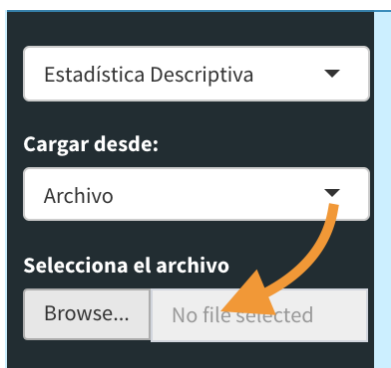 Estadística Descriptiva
Cargar desde:
Archivo
Selecciona el archivo
Browse... No file selected